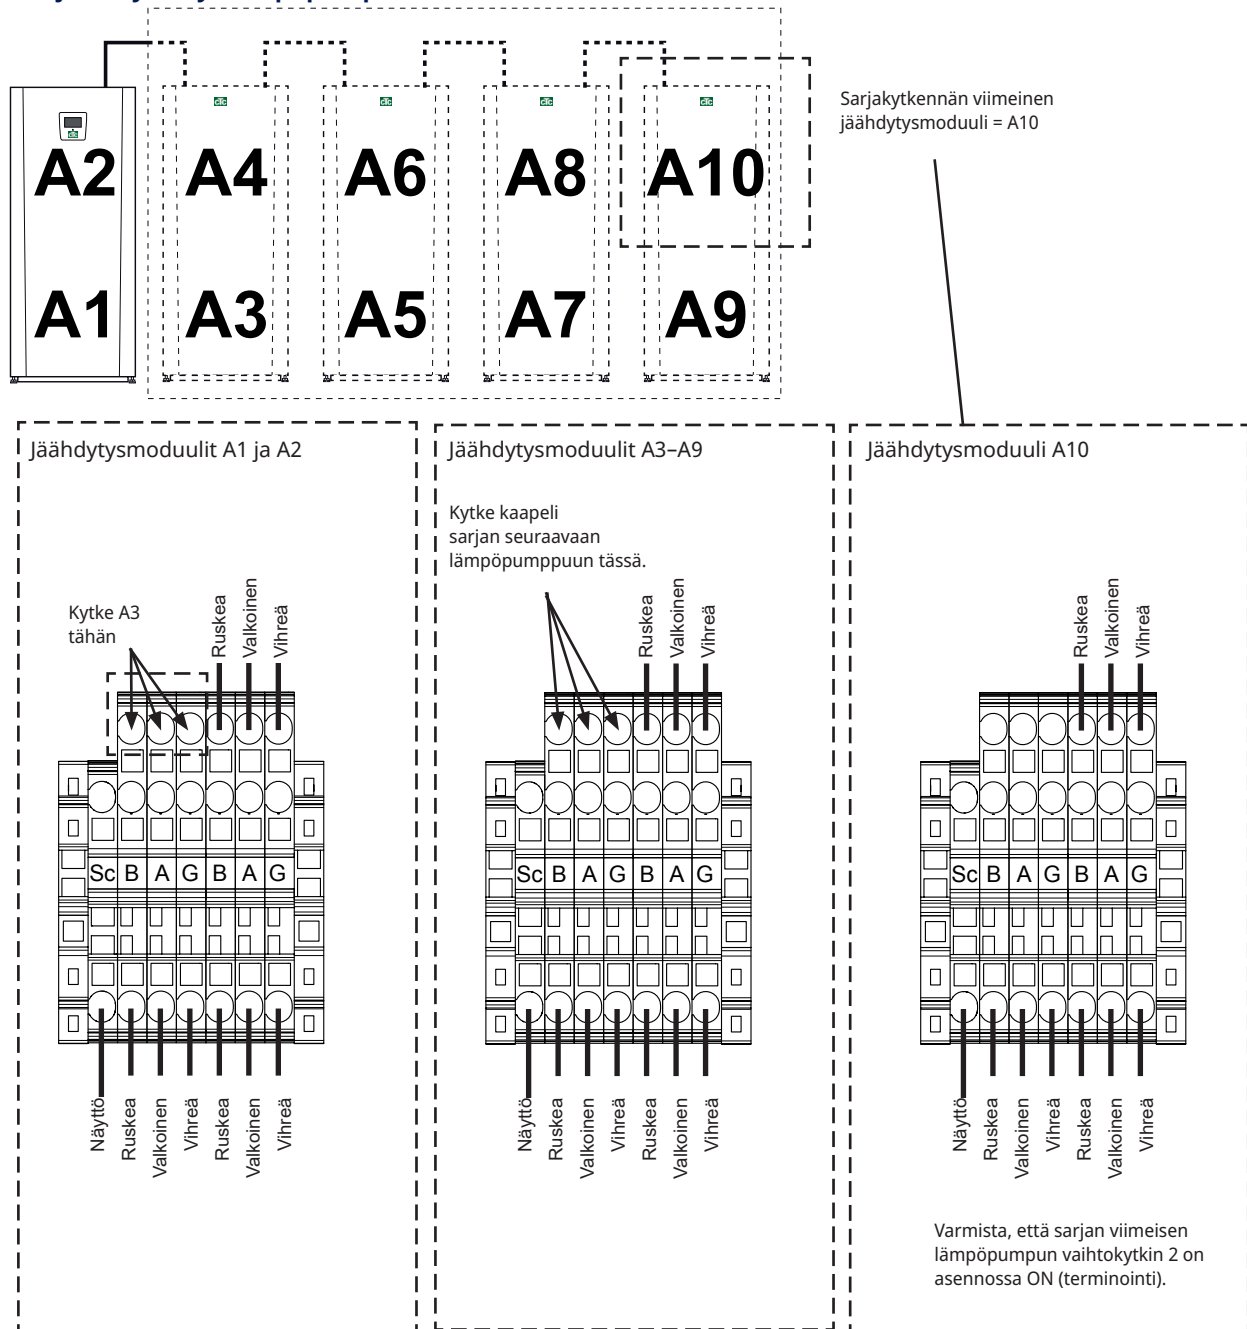 A2 A4 A6 A8 A10
A1 A3 A5 A7 A9
Sarjakytkennän viimeinen
jäähdytysmoduuli = A10
Jäähdytysmoduulit A1 ja A2
Kytke A3
tähän
Ruskea
Valkoinen
Vihreä
Sc B A G B A G
Näyttö
Ruskea
Valkoinen
Vihreä
Ruskea
Valkoinen
Vihreä
Jäähdytysmoduulit A3–A9
Kytke kaapeli
sarjan seuraavaan
lämpöpumppuun tässä.
Ruskea
Valkoinen
Vihreä
Sc B A G B A G
Näyttö
Ruskea
Valkoinen
Vihreä
Ruskea
Valkoinen
Vihreä
Jäähdytysmoduuli A10
Ruskea
Valkoinen
Vihreä
Sc B A G B A G
Näyttö
Ruskea
Valkoinen
Vihreä
Ruskea
Valkoinen
Vihreä
Varmista, että sarjan viimeisen
lämpöpumpun vaihtokytkin 2 on
asennossa ON (terminointi).